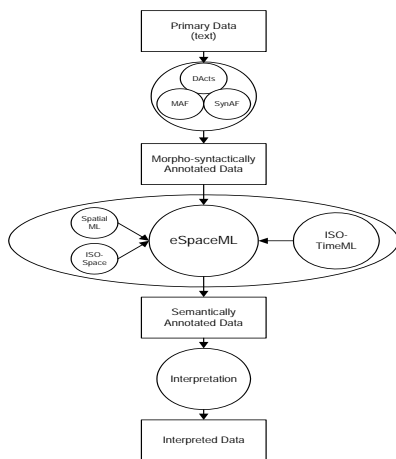 Primary Data
(text)
DActs
MAF
SynAF
Morpho-syntactically
Annotated Data
Spatial
ML
ISO-
Space
eSpaceML
ISO-
TimeML
Semantically
Annotated Data
Interpretation
Interpreted Data